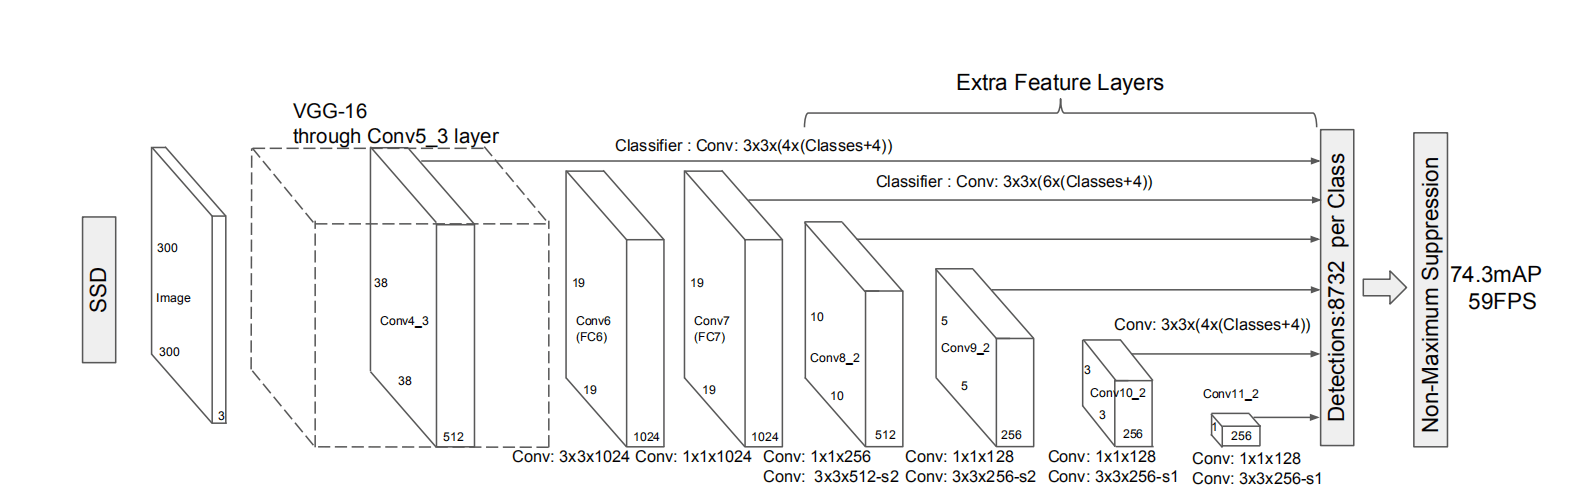 Extra Feature Layers
VGG-16
through Conv5_3 layer
Classifier : Conv: 3x3x(4x(Classes+4))
Classifier : Conv: 3x3x(6x(Classes+4))
SSD
300
Image
300
3
38
Conv4_3
38
512
19
Conv6
(FC6)
19
1024
19
Conv7
(FC7)
19
1024
10
Conv8_2
10
512
5
Conv9_2
5
256
Conv: 3x3x(4x(Classes+4))
3
Conv10_2
3
256
Conv11_2
1
256
Detections:8732 per Class
Non-Maximum Suppression
74.3mAP
59FPS
Conv: 3x3x1024
Conv: 1x1x1024
Conv: 1x1x256
Conv: 3x3x512-s2
Conv: 1x1x128
Conv: 3x3x256-s2
Conv: 1x1x128
Conv: 3x3x256-s1
Conv: 1x1x128
Conv: 3x3x256-s1